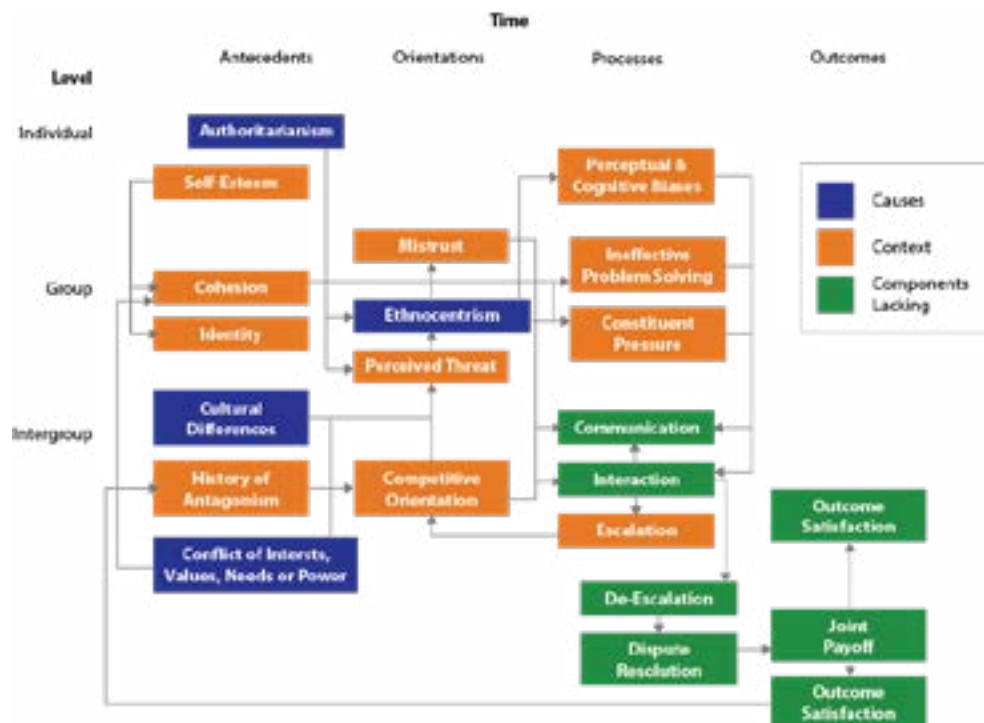 Time
Antecedents
Orientations
Processes
Outcomes
Level
Individual
Authoritarianism
Self-Esteem
Perceptual &
Cognitive Biases
Causes
Context
Components
Lacking
Mistrust
Ineffective
Problem Solving
Group
Cohesion
Ethnocentrism
Constituent
Pressure
Identity
Perceived Threat
Intergroup
Cultural
Differences
Communication
History of
Antagonism
Competitive
Orientation
Interaction
Outcome
Satisfaction
Escalation
Conflict of Intersts,
Values, Needs or Power
De-Escalation
Dispute
Resolution
Joint
Payoff
Outcome
Satisfaction